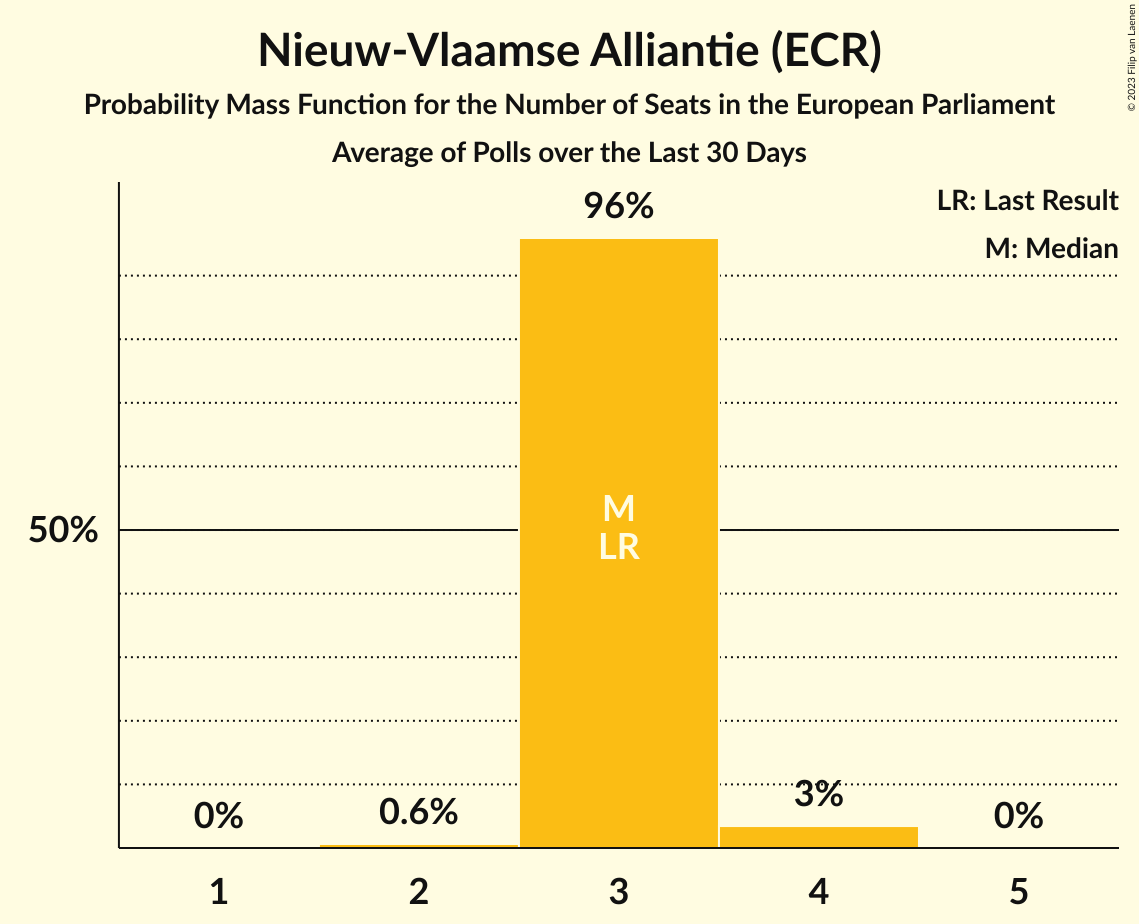 Nieuw-Vlaamse Alliantie (ECR)
Probability Mass Function for the Number of Seats in the European Parliament
Average of Polls over the Last 30 Days
© 2023 Filip van Laenen
LR: Last Result
M: Median
96%
50%
M
LR
0%
0.6%
3%
0%
1
2
3
4
5